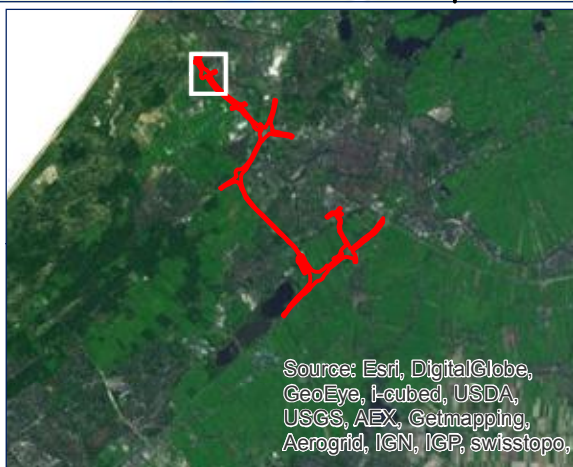 Source: Esri, DigitalGlobe,
GeoEye, i-cubed, USDA,
USGS, AEX, Getmapping,
Aerogrid, IGN, IGP, swisstopo,